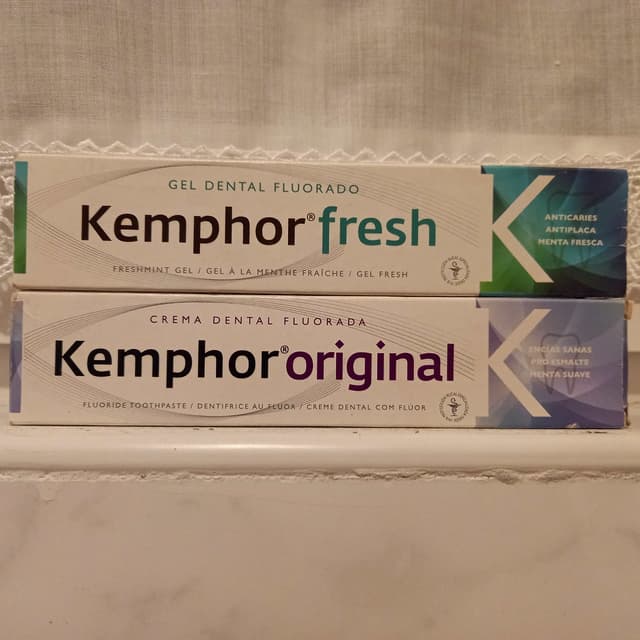 GEL DENTAL FLUORADO
Kemphor® fresh
FRESHMINT GEL / GEL À LA MENTHE FRAÎCHE / GEL FRESH
K
ANTICARIES
ANTIPLACA
MENTA FRESCA
CREMA DENTAL FLUORADA
Kemphor® original
FLUORIDE TOOTHPASTE / DENTIFRICE AU FLUOR / CREME DENTAL COM FLÚOR
K
ENCÍAS SANAS
PRO-ESMALTE
MENTA SUAVE